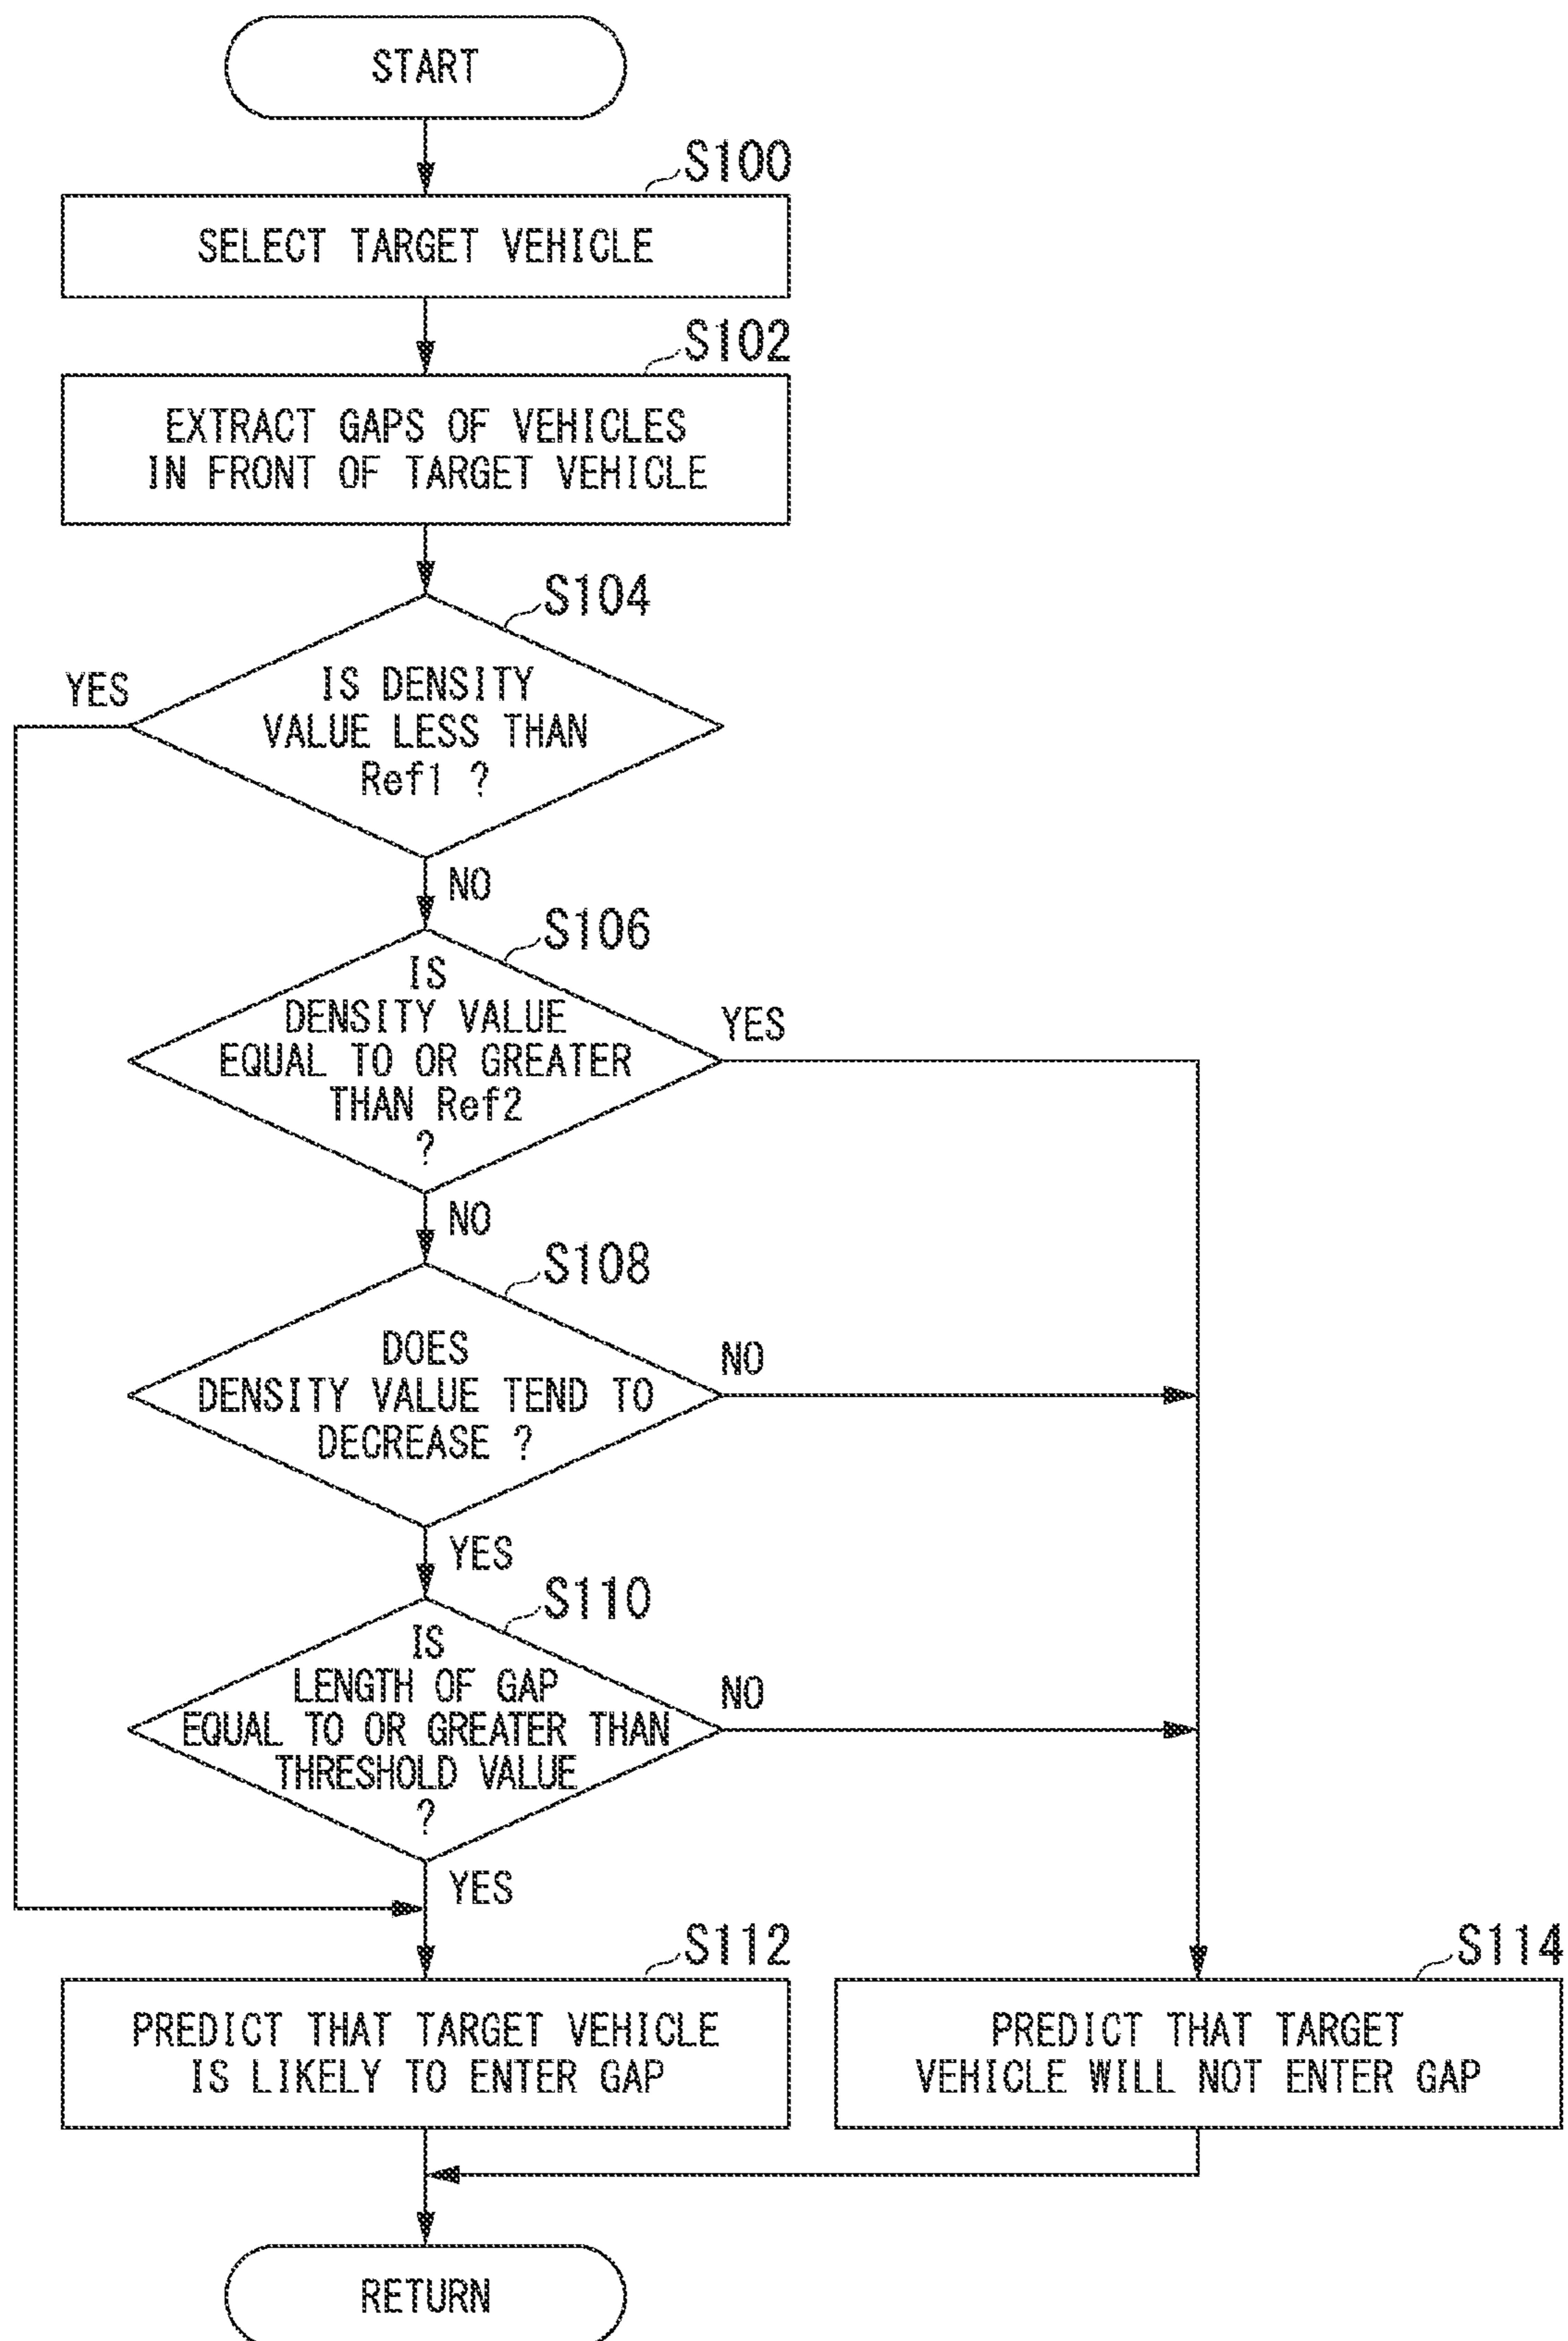 START
S100
SELECT TARGET VEHICLE
S102
EXTRACT GAPS OF VEHICLES
IN FRONT OF TARGET VEHICLE
S104
YES
IS DENSITY
VALUE LESS THAN
Ref1 ?
NO
S106
IS
DENSITY VALUE
EQUAL TO OR GREATER
THAN Ref2
?
YES
NO
S108
DOES
DENSITY VALUE TEND TO
DECREASE ?
NO
YES
S110
IS
LENGTH OF GAP
EQUAL TO OR GREATER THAN
THRESHOLD VALUE
?
NO
YES
S112
PREDICT THAT TARGET VEHICLE
IS LIKELY TO ENTER GAP
S114
PREDICT THAT TARGET
VEHICLE WILL NOT ENTER GAP
RETURN